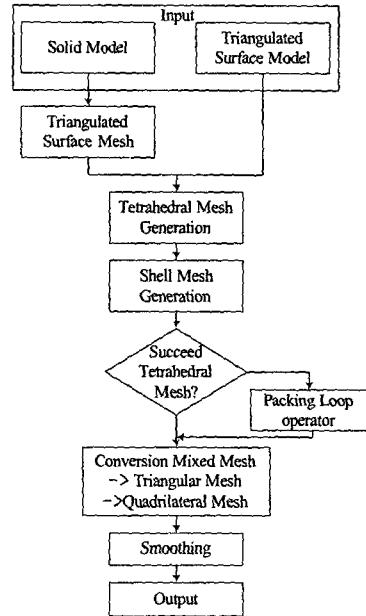 Input
Solid Model
Triangulated
Surface Model
Triangulated
Surface Mesh
Tetrahedral Mesh
Generation
Shell Mesh
Generation
Succeed
Tetrahedral
Mesh?
Packing Loop
operator
Conversion Mixed Mesh
-> Triangular Mesh
->Quadrilateral Mesh
Smoothing
Output